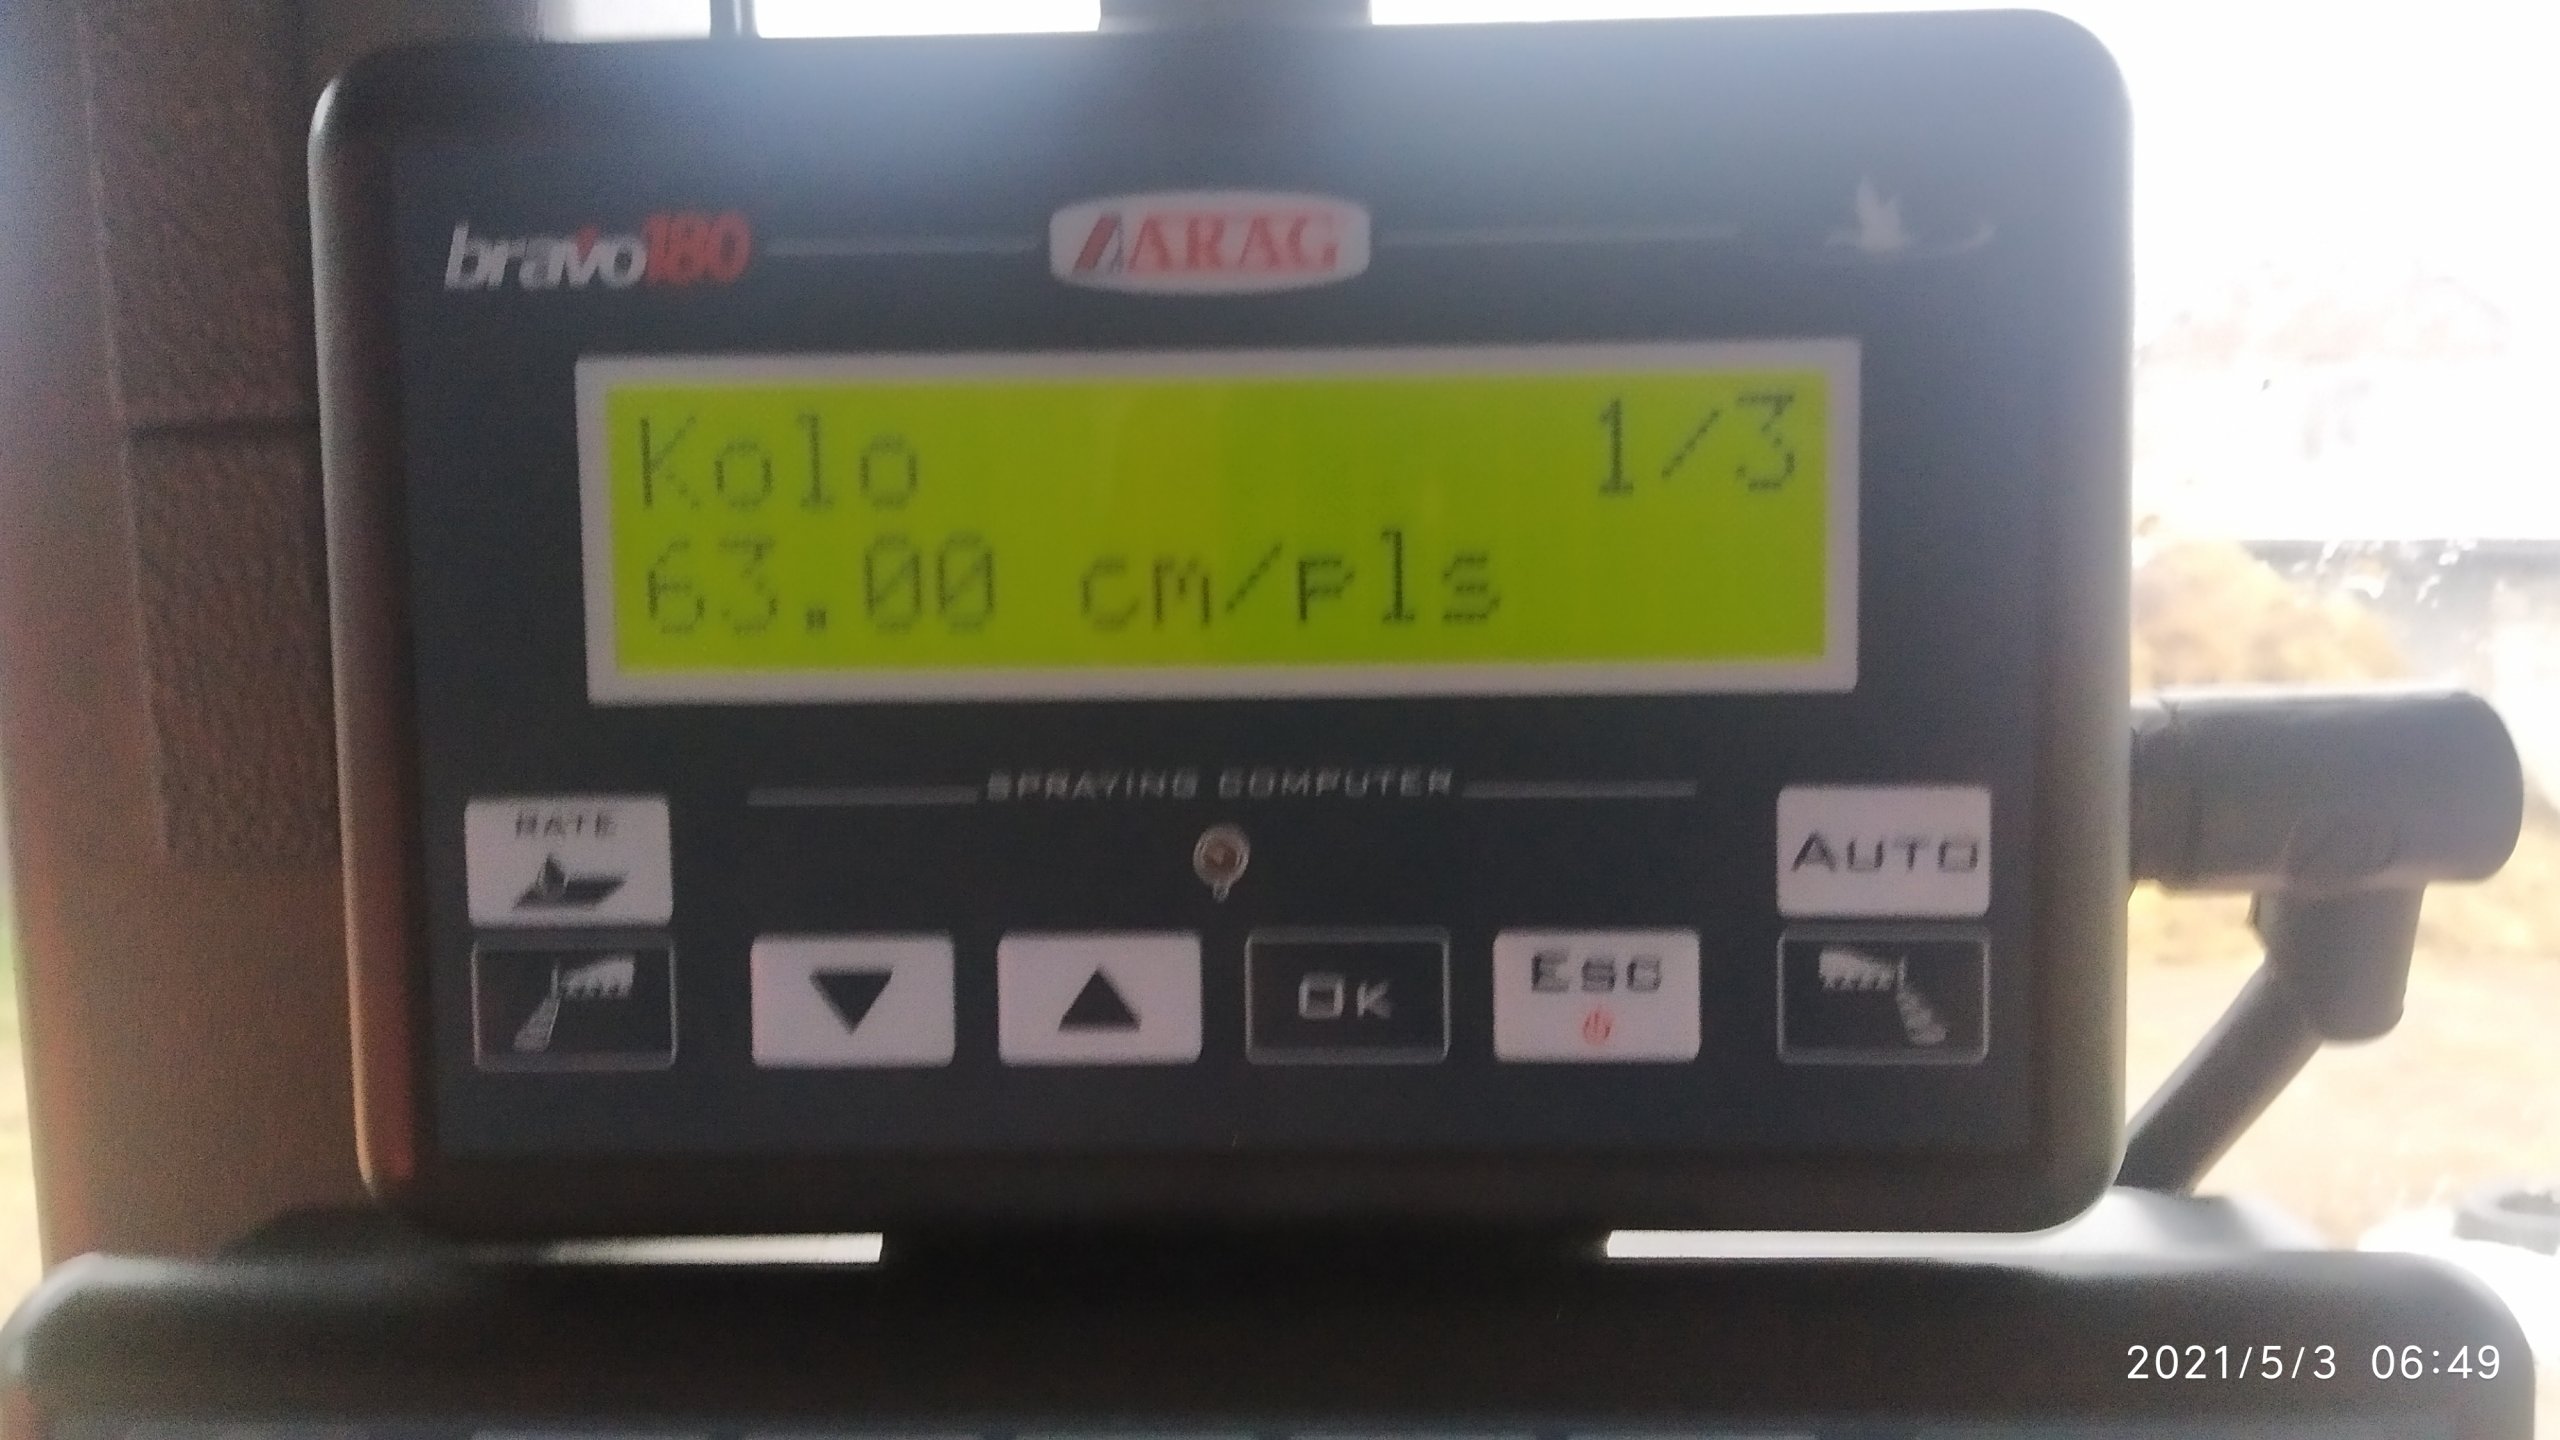 bravo180
ARAG
Kolo 1/3
63.00 cm/pls
SPRAYING COMPUTER
RATE
AUTO
OK
ESC
2021/5/3 06:49